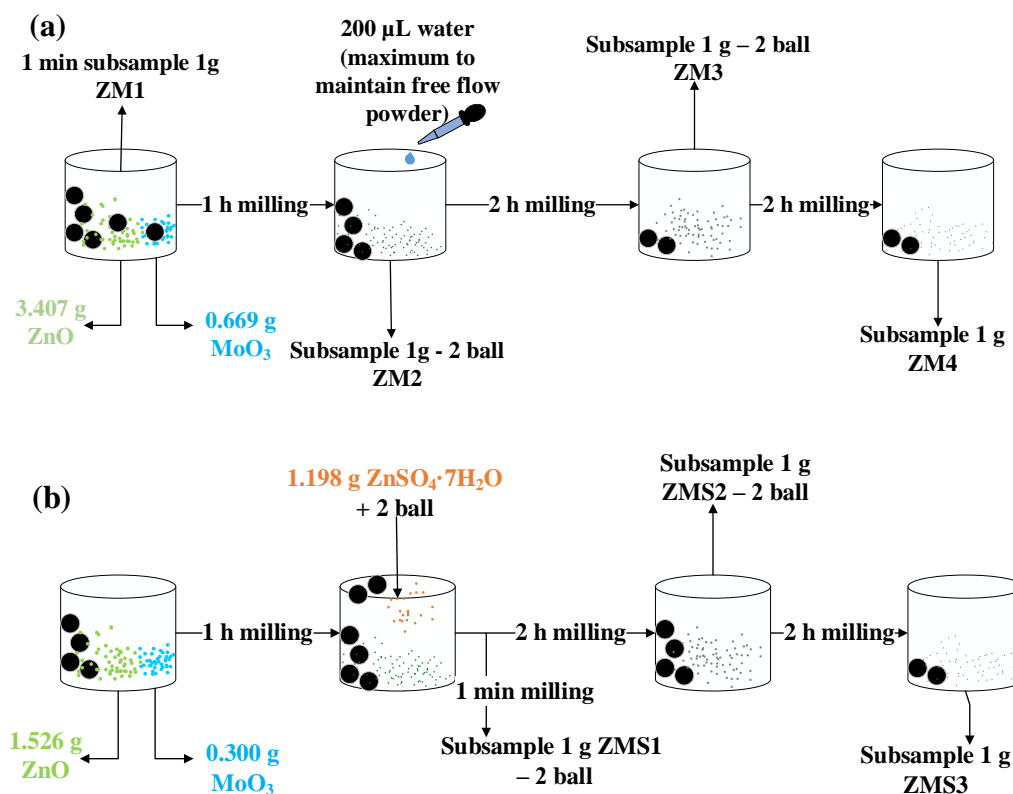 (a)
1 min subsample 1g
ZM1
200 µL water
(maximum to
maintain free flow
powder)
Subsample 1 g – 2 ball
ZM3
1 h milling
2 h milling
2 h milling
3.407 g
ZnO
0.669 g
MoO₃
Subsample 1g - 2 ball
ZM2
Subsample 1 g
ZM4
(b)
1.198 g ZnSO₄·7H₂O
+ 2 ball
Subsample 1 g
ZMS2 – 2 ball
1 h milling
2 h milling
2 h milling
1 min milling
1.526 g
ZnO
0.300 g
MoO₃
Subsample 1 g ZMS1
– 2 ball
Subsample 1 g
ZMS3